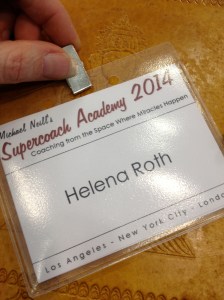 Michael Neill's
Supercoach Academy 2014
Coaching from the Space Where Miracles Happen
Helena Roth
Los Angeles - New York City - London